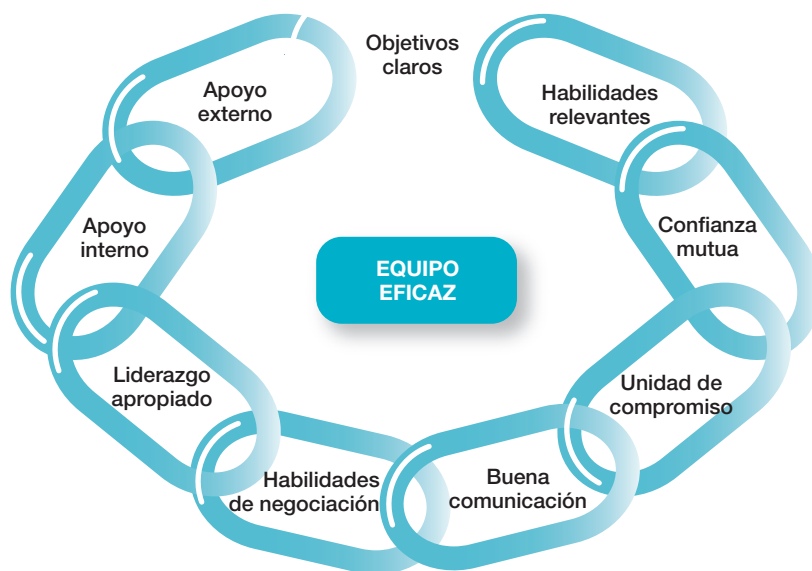 Objetivos
claros
Habilidades
relevantes
Confianza
mutua
Unidad de
compromiso
Buena
comunicación
Habilidades
de negociación
Liderazgo
apropiado
Apoyo
interno
Apoyo
externo
EQUIPO
EFICAZ